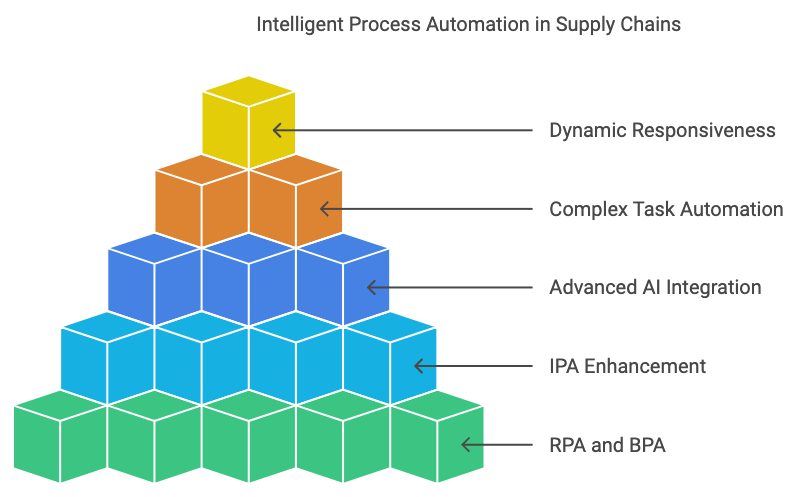 Intelligent Process Automation in Supply Chains
Dynamic Responsiveness
Complex Task Automation
Advanced AI Integration
IPA Enhancement
RPA and BPA